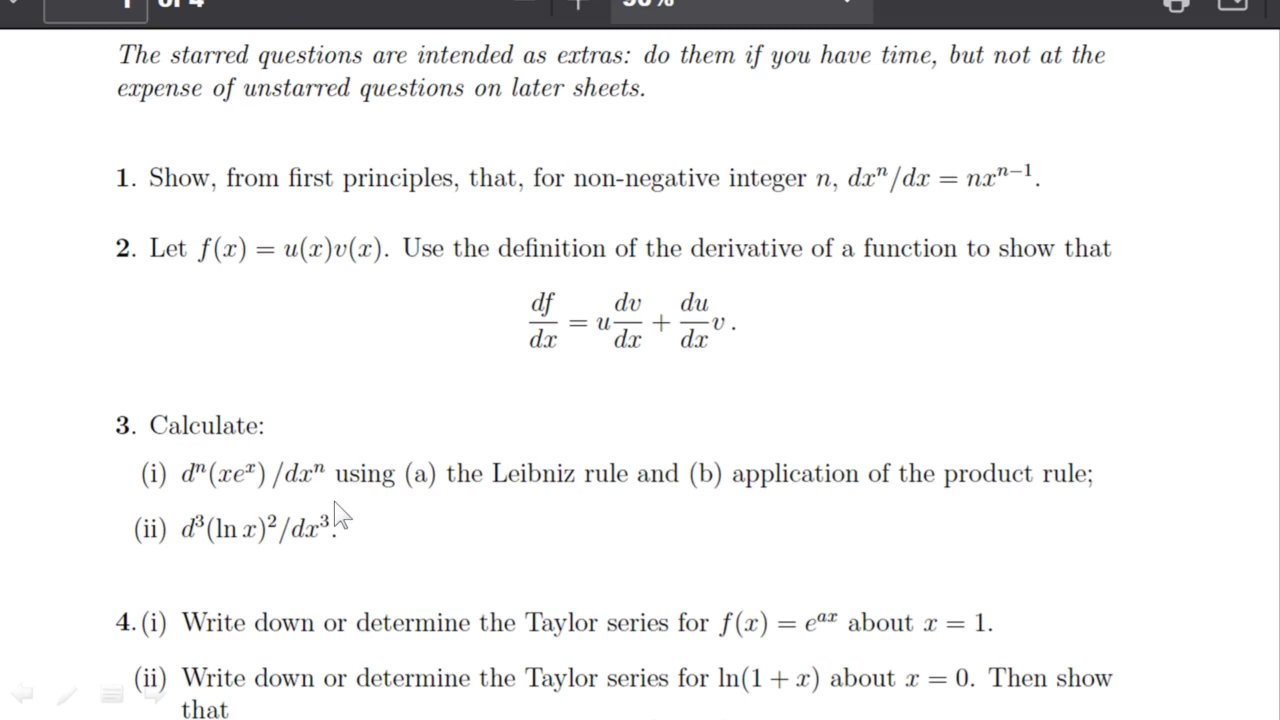 The starred questions are intended as extras: do them if you have time, but not at the
expense of unstarred questions on later sheets.
1. Show, from first principles, that, for non-negative integer n, dxⁿ/dx = nxⁿ⁻¹.
2. Let f(x) = u(x)v(x). Use the definition of the derivative of a function to show that
df/dx = u dv/dx + du/dx v.
3. Calculate:
(i) dⁿ(xeˣ)/dxⁿ using (a) the Leibniz rule and (b) application of the product rule;
(ii) d³(ln x)²/dx³.
4. (i) Write down or determine the Taylor series for f(x) = eᵃˣ about x = 1.
(ii) Write down or determine the Taylor series for ln(1 + x) about x = 0. Then show
that